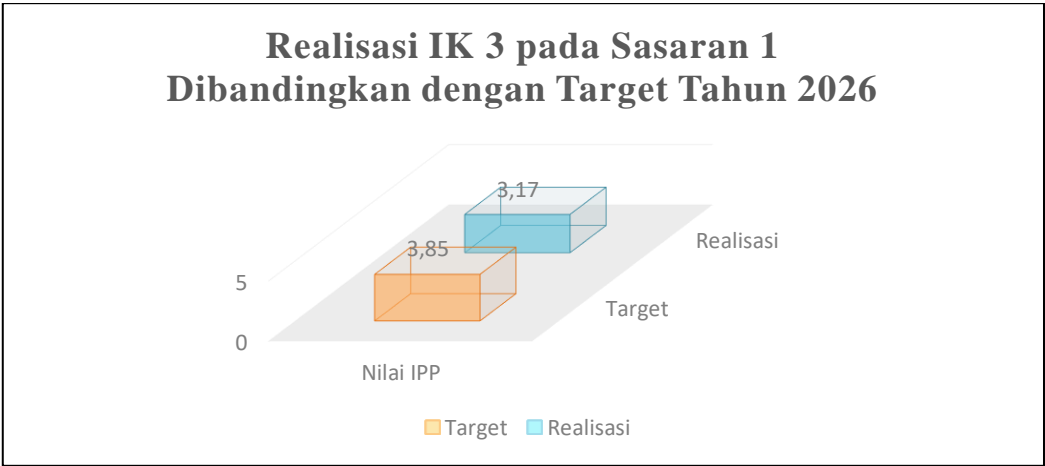 Realisasi IK 3 pada Sasaran 1
Dibandingkan dengan Target Tahun 2026
3,17
Realisasi
3,85
5
Target
0
Nilai IPP
Target Realisasi